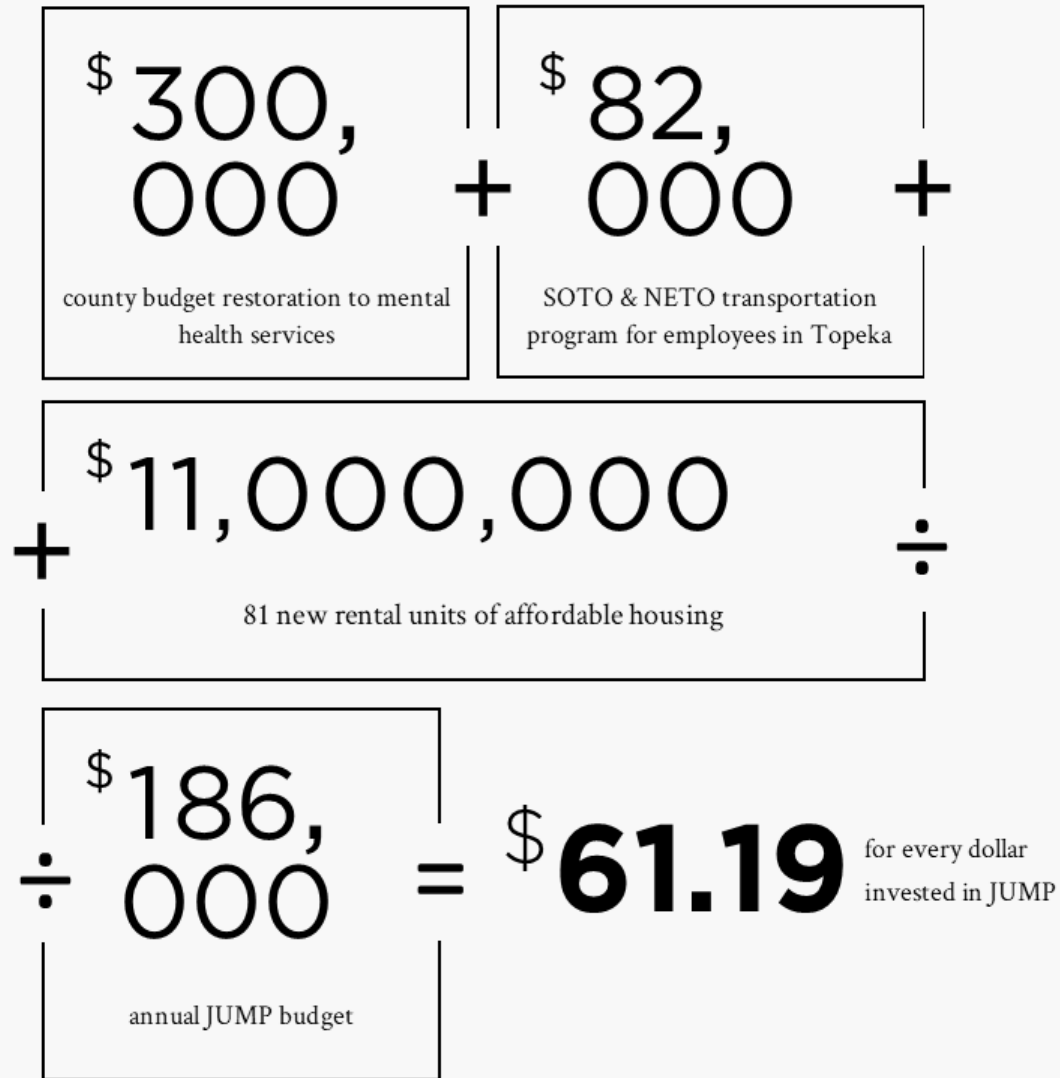 $ 300,
000
county budget restoration to mental
health services
+
$ 82,
000
SOTO & NETO transportation
program for employees in Topeka
+
+
$ 11,000,000
81 new rental units of affordable housing
÷
÷
$ 186,
000
annual JUMP budget
=
$ 61.19
for every dollar
invested in JUMP